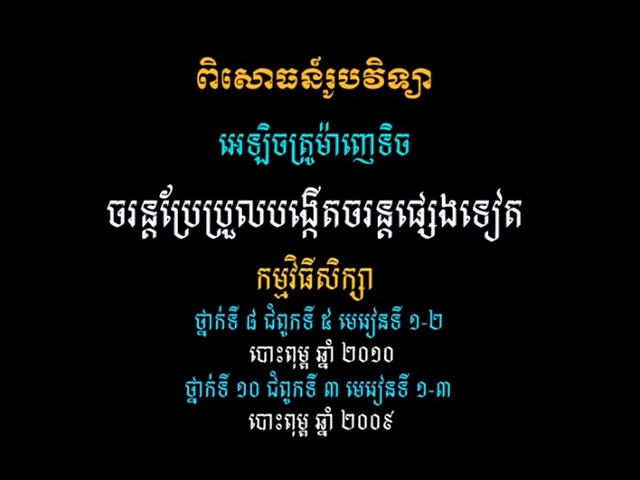 ពិសោធន៍រូបវិទ្យា
អេឡិចត្រូម៉ាញេទិច
ចរន្តប្រែប្រួលបង្កើតចរន្តផ្សេងទៀត
កម្មវិធីសិក្សា
ថ្នាក់ទី ៨ ជំពូកទី ៥ មេរៀនទី ១-២
បោះពុម្ព ឆ្នាំ ២០១០
ថ្នាក់ទី ១០ ជំពូកទី ៣ មេរៀនទី ១-៣
បោះពុម្ព ឆ្នាំ ២០០៩